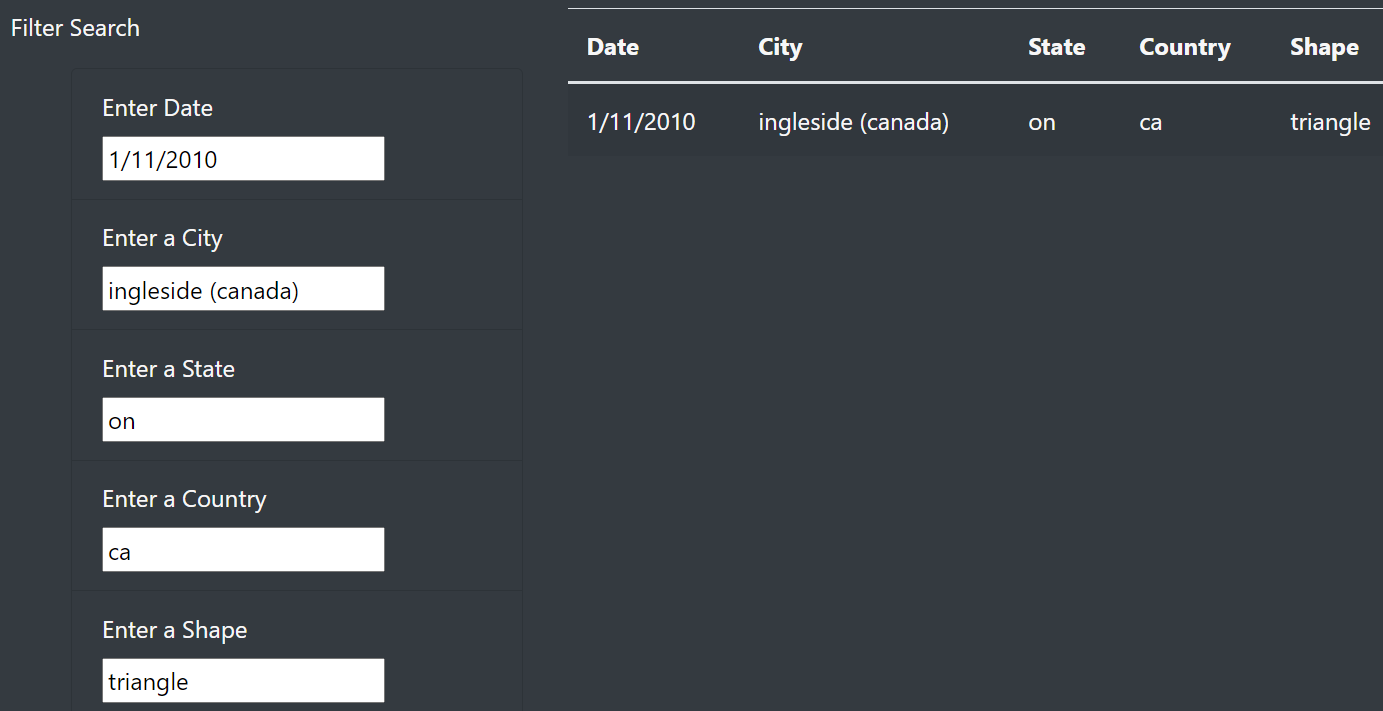 Filter Search
Enter Date
1/11/2010
Enter a City
ingleside (canada)
Enter a State
on
Enter a Country
ca
Enter a Shape
triangle
Date City State Country Shape
1/11/2010 ingleside (canada) on ca triangle